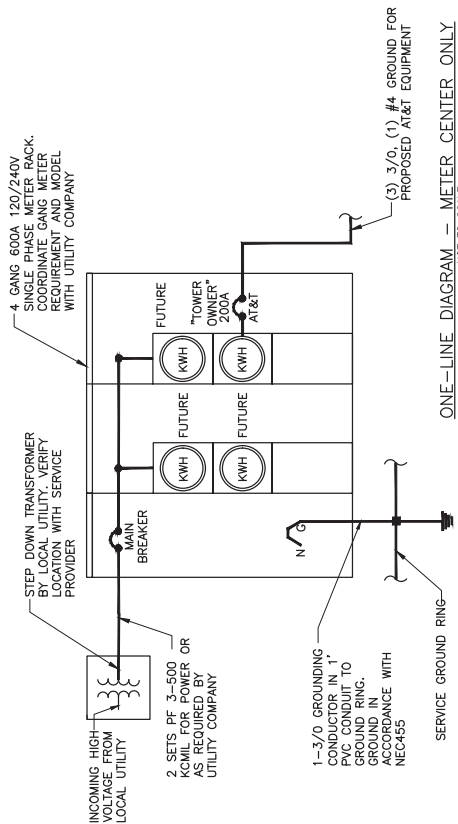 INCOMING HIGH
VOLTAGE FROM
LOCAL UTILITY
STEP DOWN TRANSFORMER
BY LOCAL UTILITY. VERIFY
LOCATION WITH SERVICE
PROVIDER
4 GANG 600A 120/240V
SINGLE PHASE METER RACK.
COORDINATE GANG METER
REQUIREMENT AND MODEL
WITH UTILITY COMPANY
2 SETS PF 3-500
KCMIL FOR POWER OR
AS REQUIRED BY
UTILITY COMPANY
MAIN
BREAKER
KWH
FUTURE
KWH
FUTURE
KWH
FUTURE
KWH
"TOWER
OWNER"
200A
AT&T
N
G
1-3/0 GROUNDING
CONDUCTOR IN 1'
PVC CONDUIT TO
GROUND RING.
GROUND IN
ACCORDANCE WITH
NEC455
SERVICE GROUND RING
(3) 3/0, (1) #4 GROUND FOR
PROPOSED AT&T EQUIPMENT
ONE-LINE DIAGRAM - METER CENTER ONLY